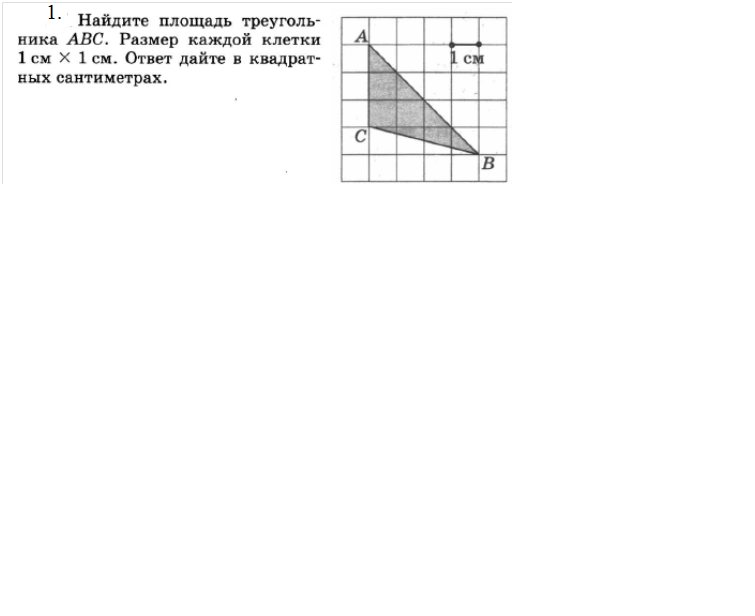 1.
Найдите площадь треуголь-
ника ABC. Размер каждой клетки
1 см × 1 см. Ответ дайте в квадрат-
ных сантиметрах.
A
1 см
C
B